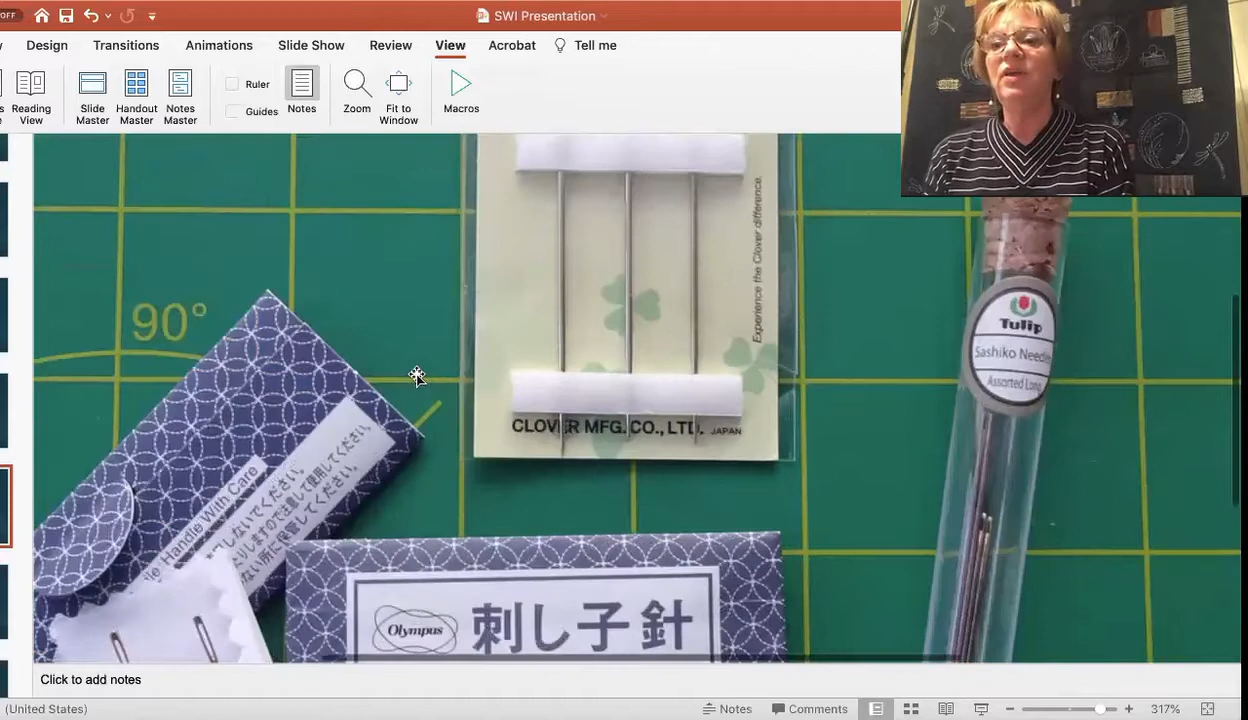 OFF
SWI Presentation
Design
Transitions
Animations
Slide Show
Review
View
Acrobat
Tell me
Reading View
Slide Master
Handout Master
Notes Master
Ruler
Guides
Notes
Zoom
Fit to Window
Macros
90°
Experience the Clover difference.
CLOVER MFG. CO., LTD. JAPAN
Tulip
Sashiko Needle
Assorted Long
Handle With Care
Olympus
刺し子針
Click to add notes
(United States)
Notes
Comments
317%